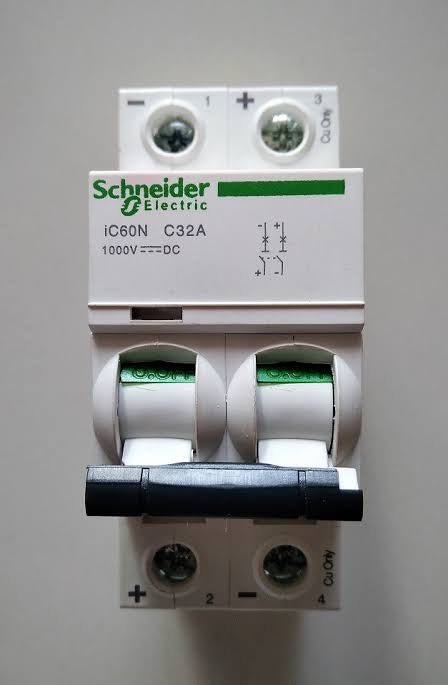 - 1 + 3
Cu Only
Schneider
Electric
iC60N C32A
1000V⎓DC
- +
+ -
+ 2 - 4
Cu Only